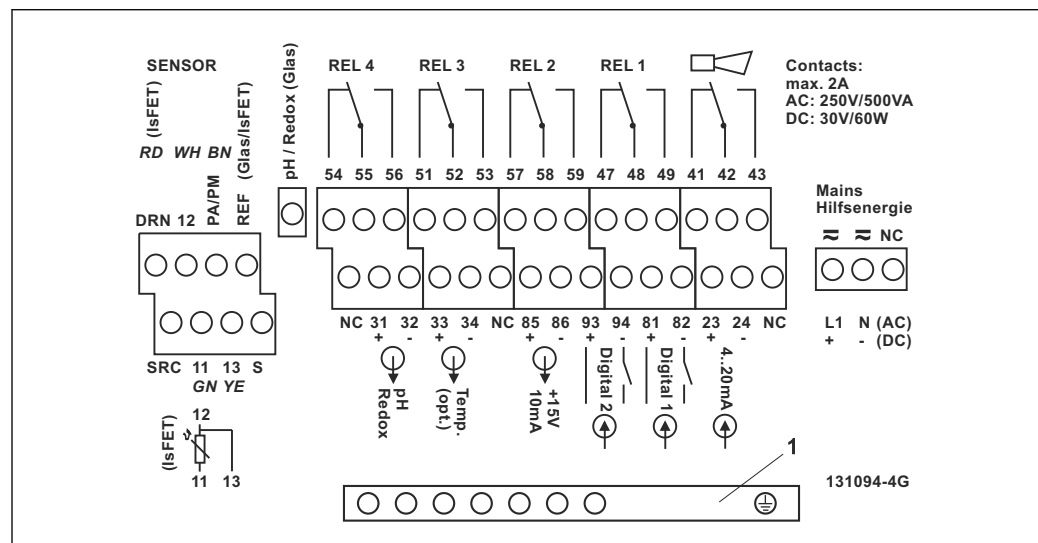 SENSOR
(IsFET)
RD WH BN
(Glas/IsFET)
DRN 12 PA/PM REF
SRC 11 13 S
GN YE
(IsFET)
12
11 13
pH / Redox (Glas)
REL 4 REL 3 REL 2 REL 1
54 55 56 51 52 53 57 58 59 47 48 49 41 42 43
NC 31 32 33 34 NC 85 86 93 94 81 82 23 24 NC
+ - + - + - + - + - + -
pH
Redox
Temp.
(opt.)
+15V
10mA
Digital 2
Digital 1
4..20mA
Contacts:
max. 2A
AC: 250V/500VA
DC: 30V/60W
Mains
Hilfsenergie
≂ ≂ NC
L1 N (AC)
+ - (DC)
1
131094-4G